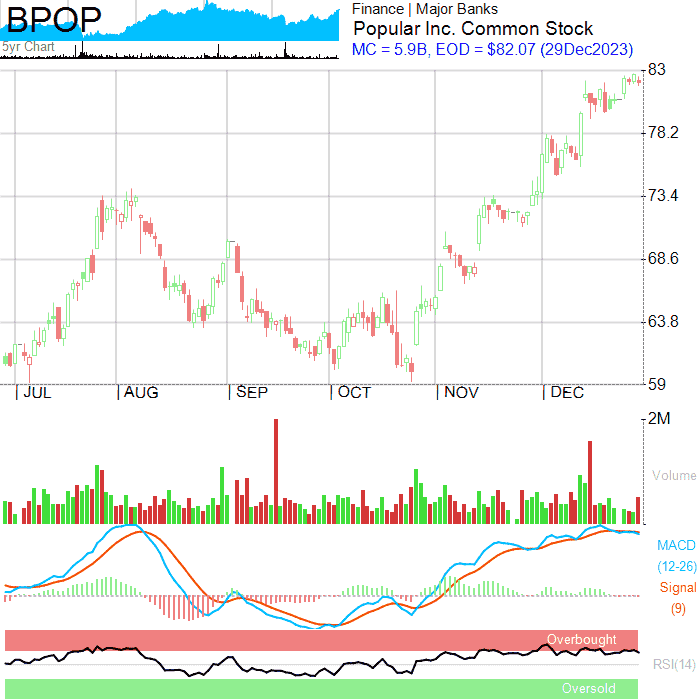 BPOP
5yr Chart
Finance | Major Banks
Popular Inc. Common Stock
MC = 5.9B, EOD = $82.07 (29Dec2023)
83
78.2
73.4
68.6
63.8
59
JUL AUG SEP OCT NOV DEC
2M
Volume
MACD
(12-26)
Signal
(9)
Overbought
RSI(14)
Oversold